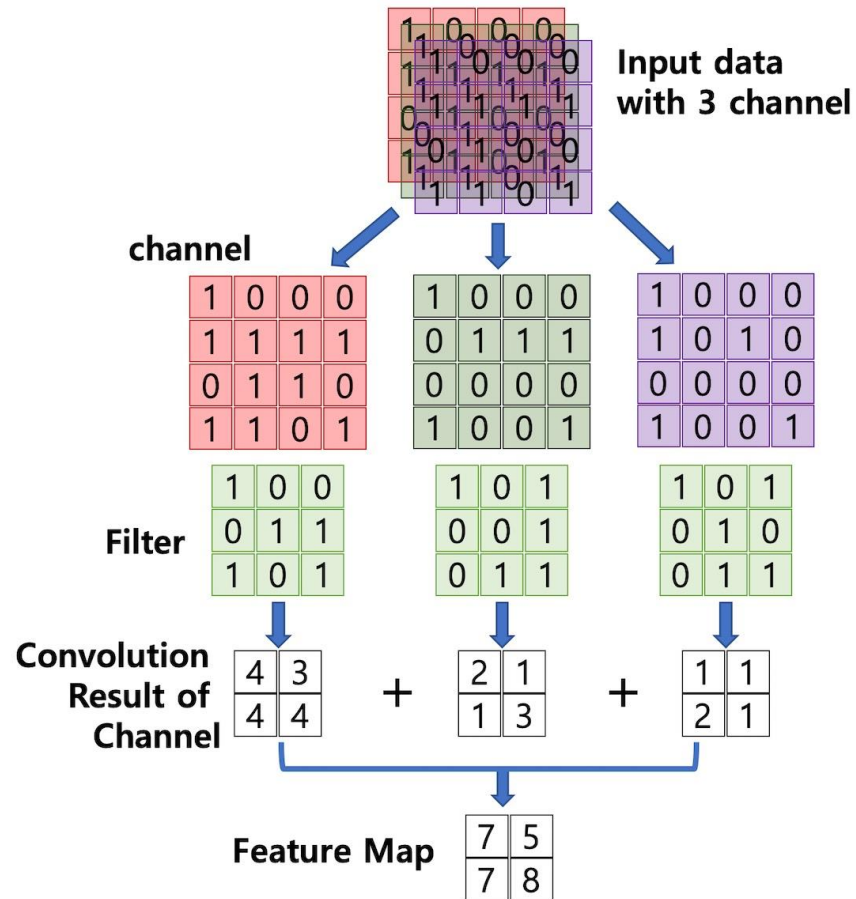 Input data
with 3 channel
channel
1 0 0 0 1 0 0 0 1 0 0 0
1 1 1 1 0 1 1 1 1 0 1 0
0 1 1 0 0 0 0 0 0 0 0 0
1 1 0 1 1 0 0 1 1 0 0 1
Filter
1 0 0 1 0 1 1 0 1
0 1 1 0 0 1 0 1 0
1 0 1 0 1 1 0 1 1
Convolution
Result of
Channel
4 3 + 2 1 + 1 1
4 4 1 3 2 1
Feature Map
7 5
7 8